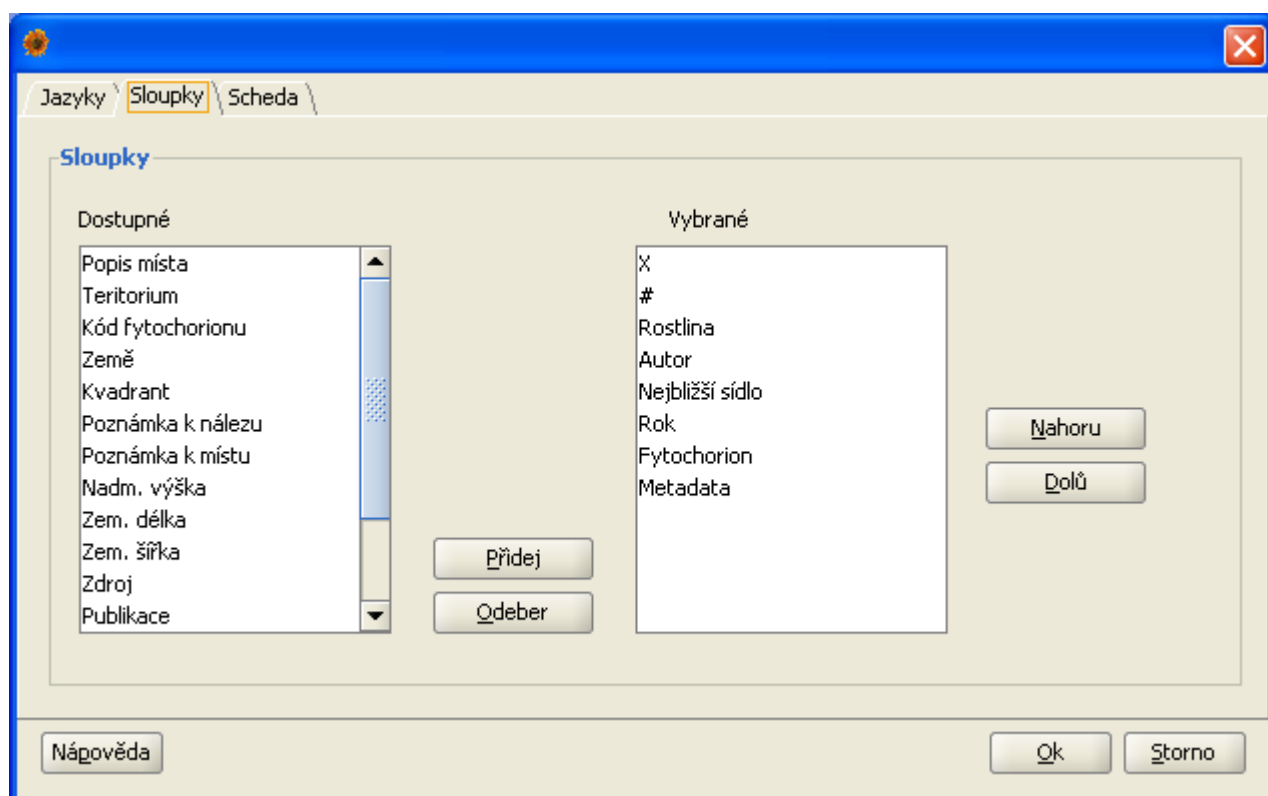 Jazyky Sloupky Scheda
Sloupky
Dostupné
Popis místa
Teritorium
Kód fytochorionu
Země
Kvadrant
Poznámka k nálezu
Poznámka k místu
Nadm. výška
Zem. délka
Zem. šířka
Zdroj
Publikace
Přidej
Odeber
Vybrané
X
#
Rostlina
Autor
Nejbližší sídlo
Rok
Fytochorion
Metadata
Nahoru
Dolů
Nápověda
Ok
Storno